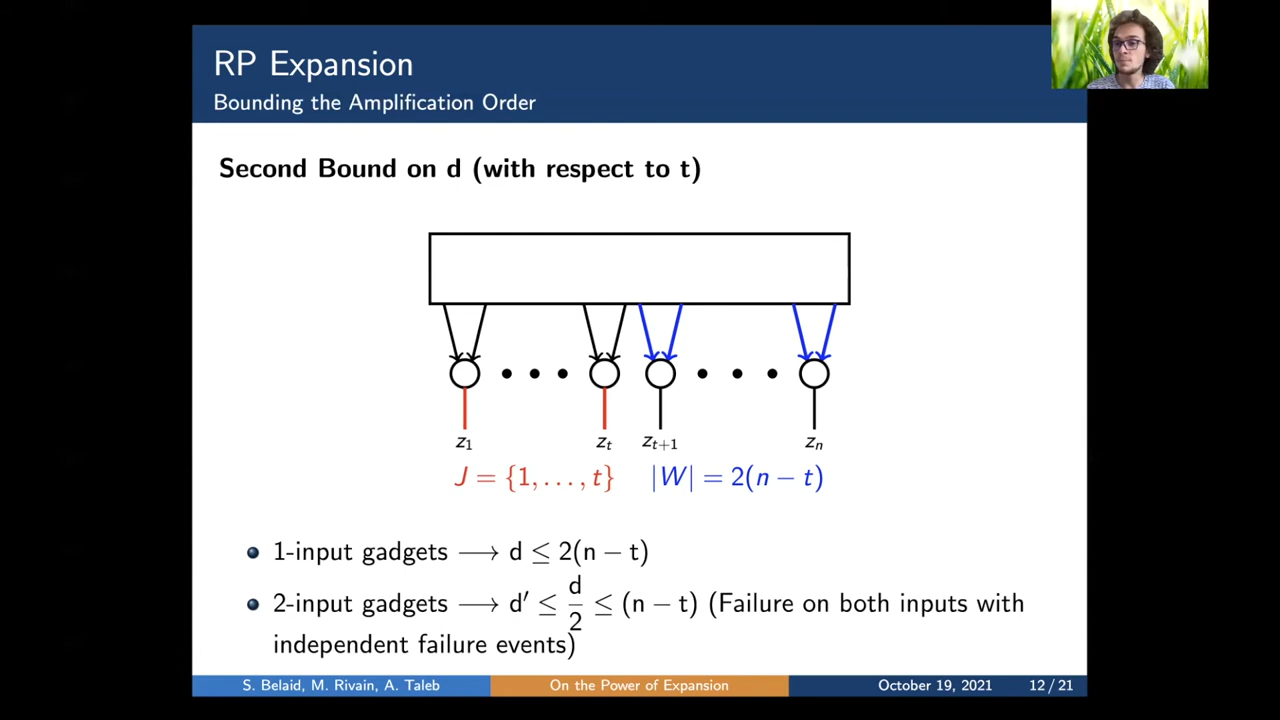 RP Expansion
Bounding the Amplification Order
Second Bound on d (with respect to t)
z₁ zₜ zₜ₊₁ zₙ
J = {1, . . . , t} |W| = 2(n − t)
1-input gadgets ⟶ d ≤ 2(n − t)
2-input gadgets ⟶ d′ ≤ d/2 ≤ (n − t) (Failure on both inputs with
independent failure events)
S. Belaid, M. Rivain, A. Taleb On the Power of Expansion October 19, 2021 12 / 21